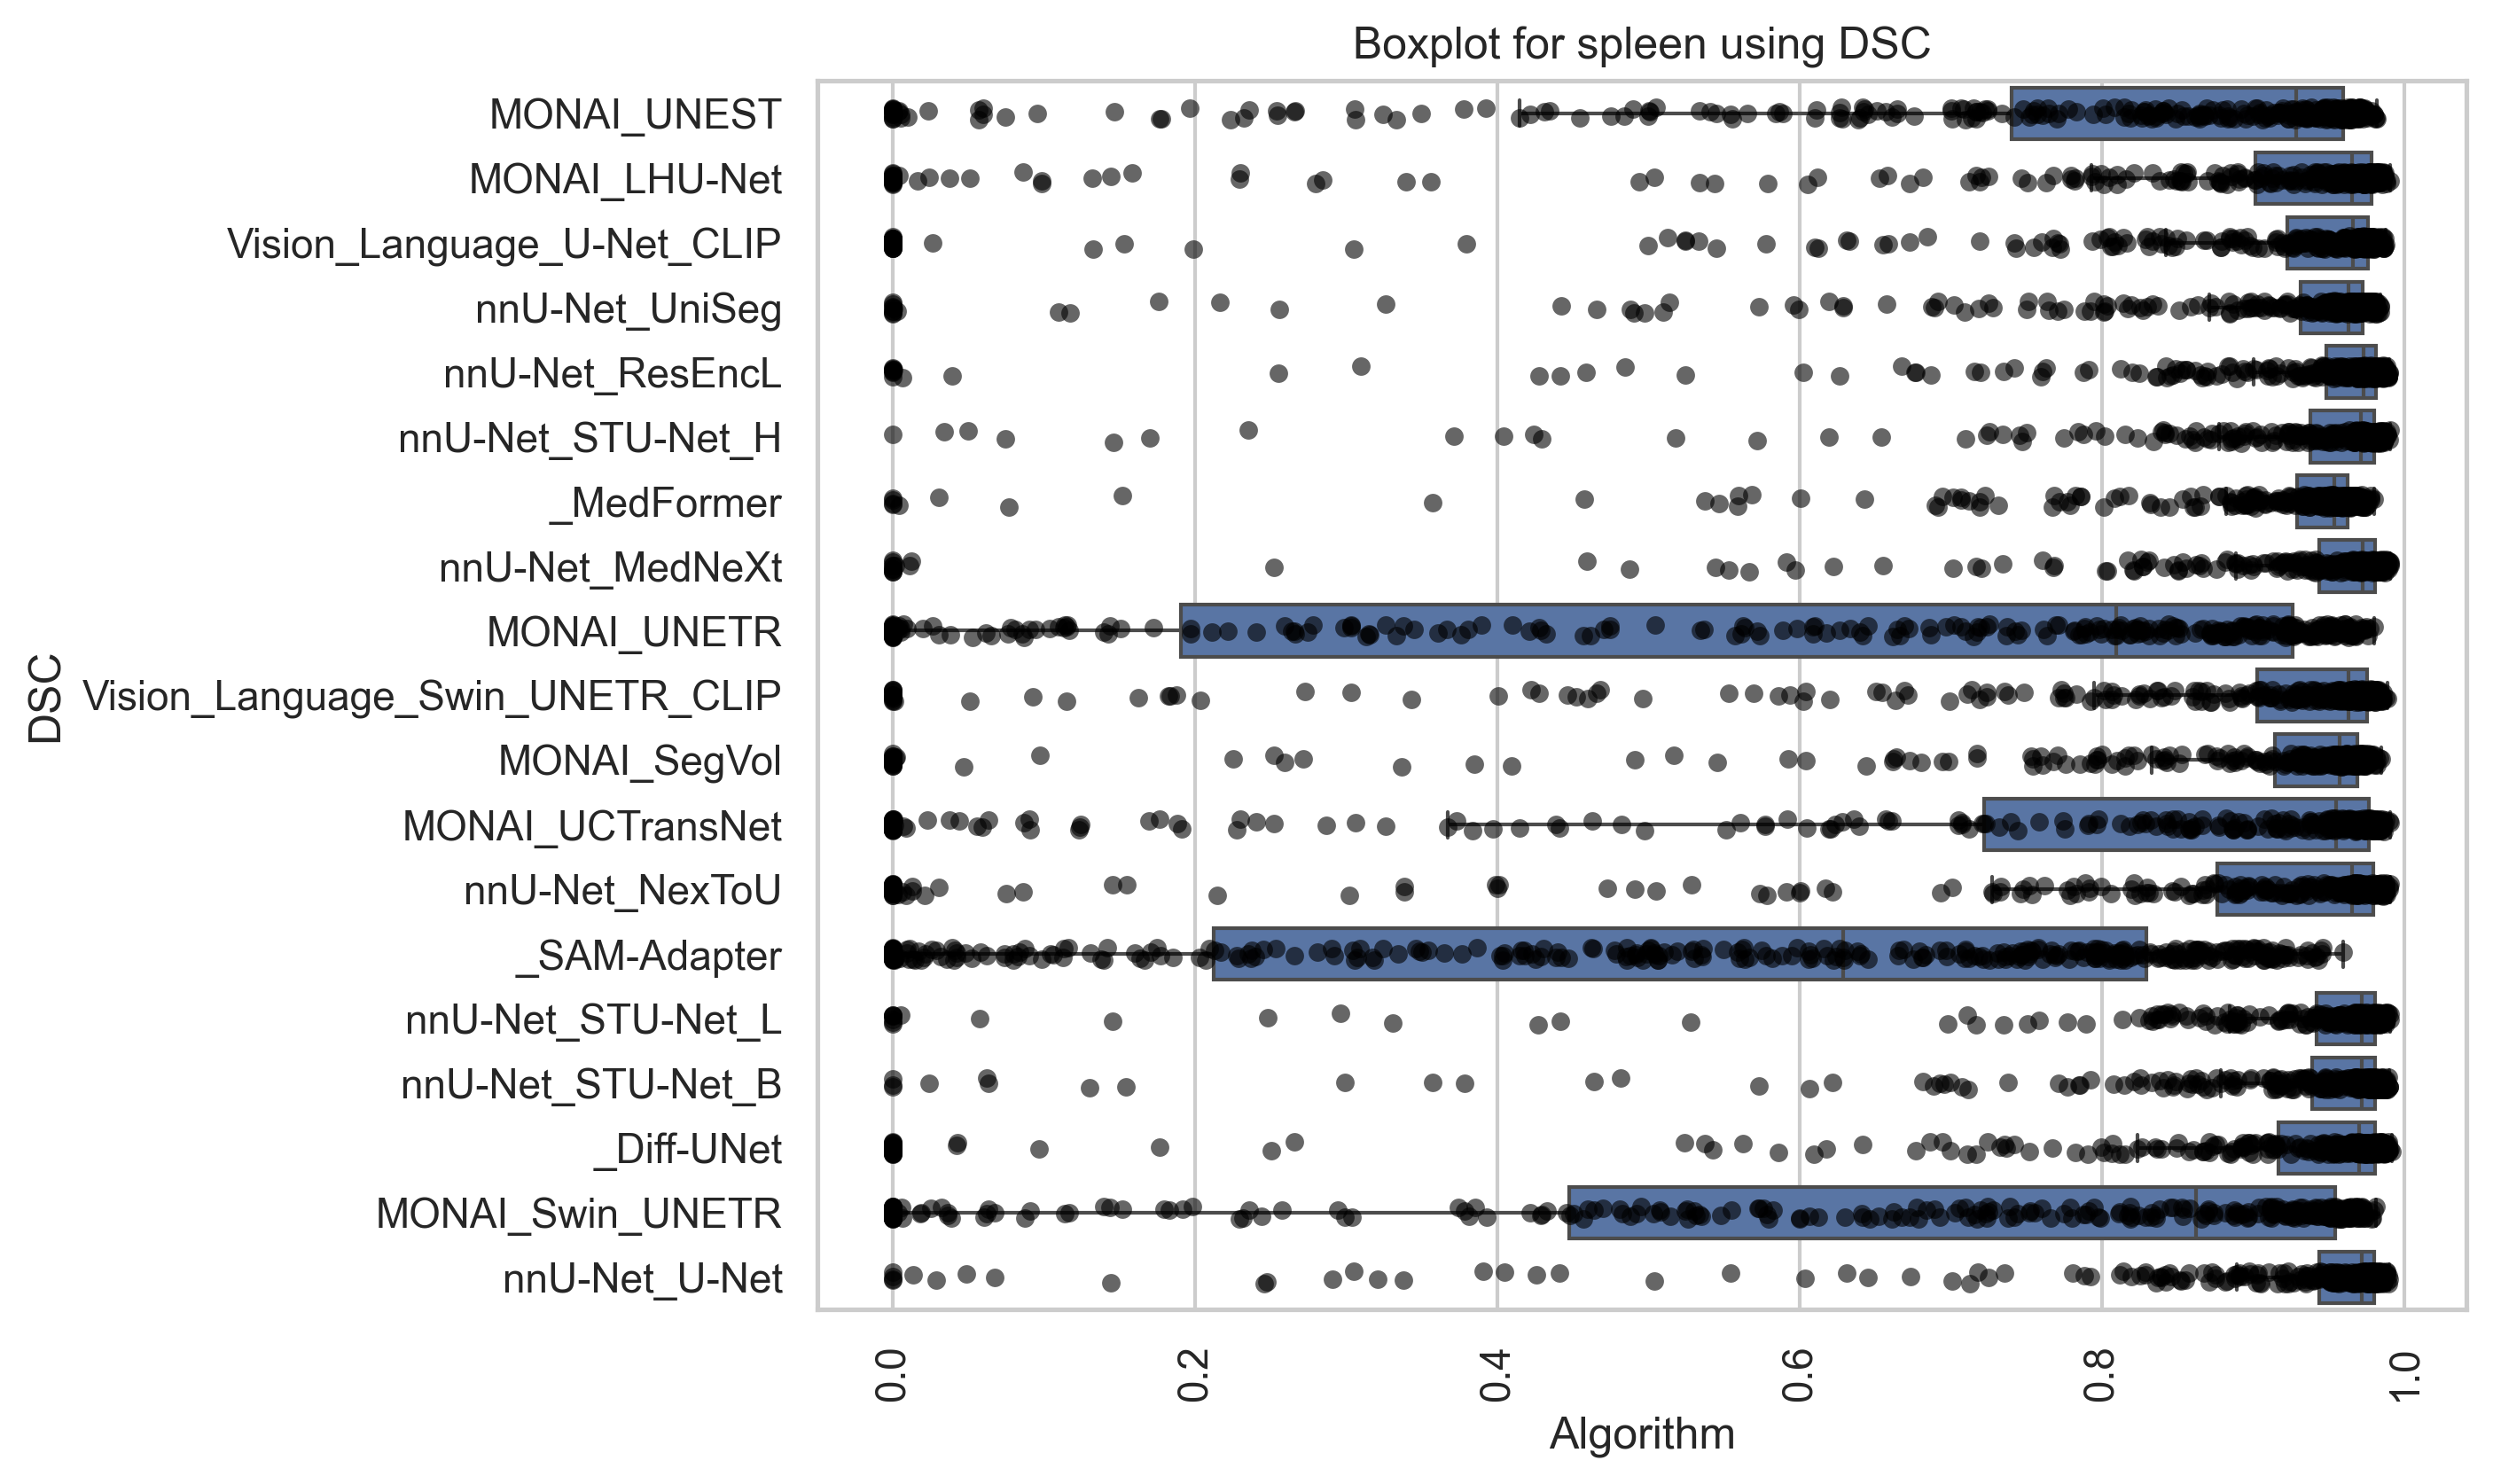 Boxplot for spleen using DSC
MONAI_UNEST
MONAI_LHU-Net
Vision_Language_U-Net_CLIP
nnU-Net_UniSeg
nnU-Net_ResEncL
nnU-Net_STU-Net_H
_MedFormer
nnU-Net_MedNeXt
MONAI_UNETR
Vision_Language_Swin_UNETR_CLIP
MONAI_SegVol
MONAI_UCTransNet
nnU-Net_NexToU
_SAM-Adapter
nnU-Net_STU-Net_L
nnU-Net_STU-Net_B
_Diff-UNet
MONAI_Swin_UNETR
nnU-Net_U-Net
DSC
0.0
0.2
0.4
0.6
0.8
1.0
Algorithm